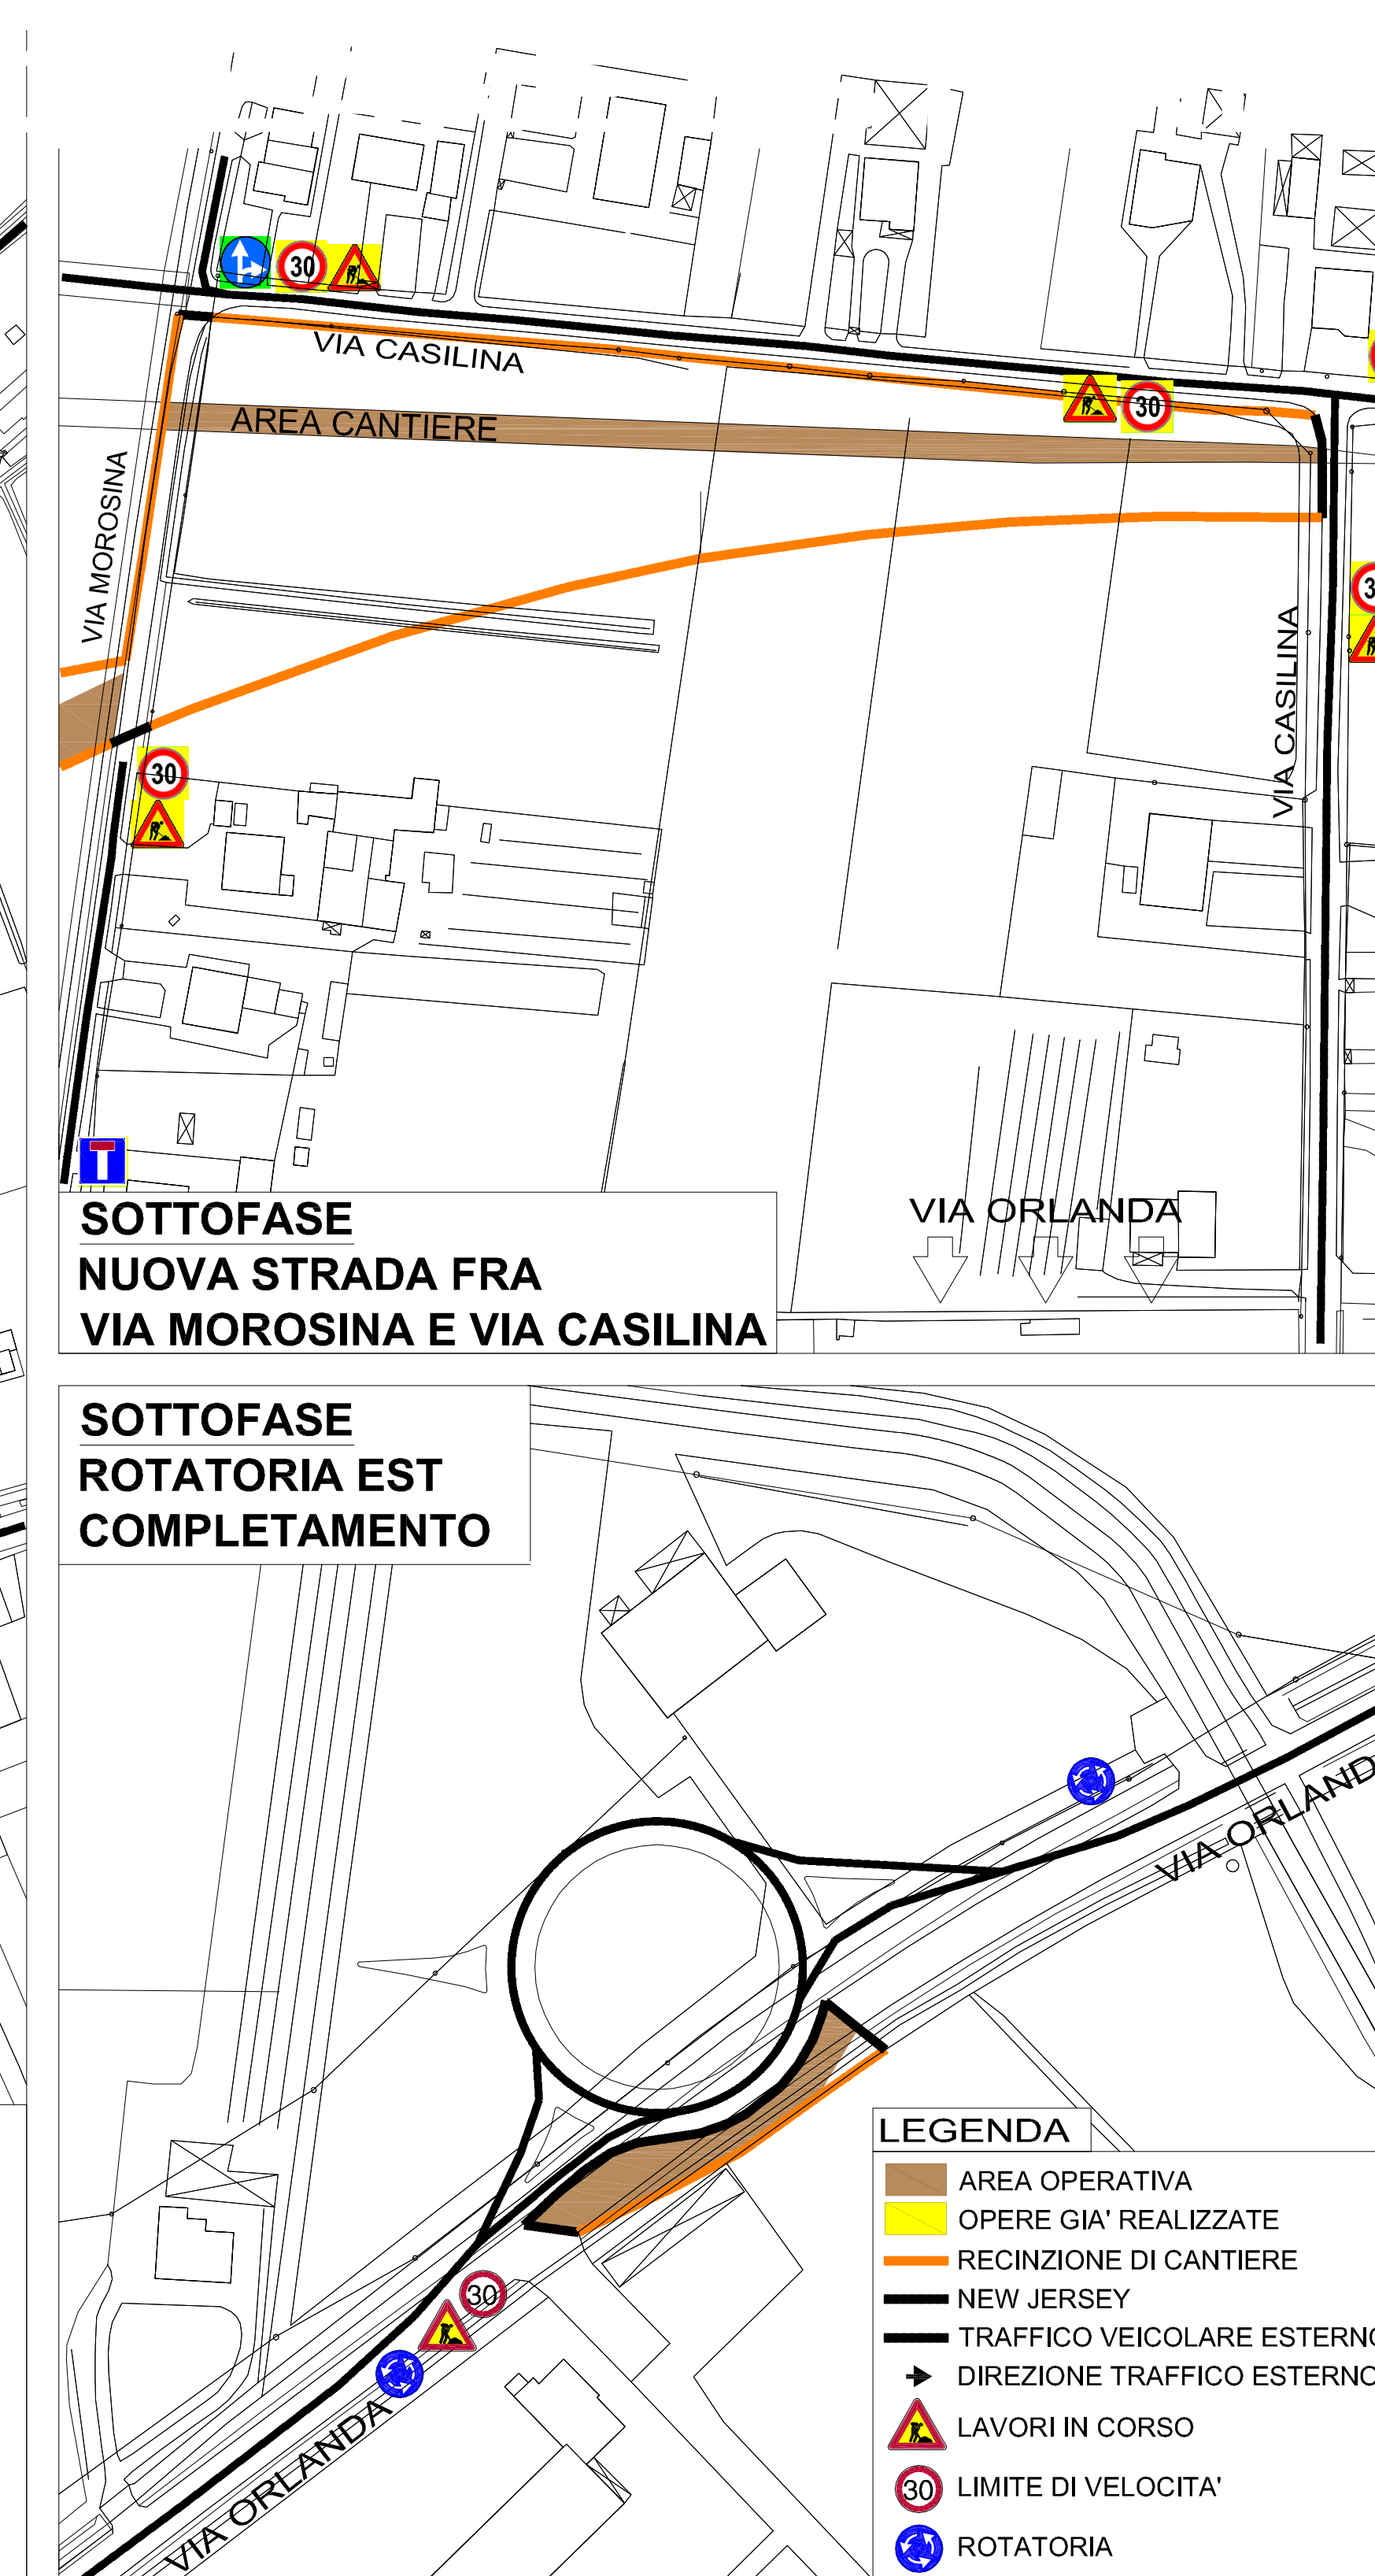 30
VIA CASILINA
30
AREA CANTIERE
VIA MOROSINA
VIA CASILINA
30
VIA ORLANDA
SOTTOFASE
NUOVA STRADA FRA
VIA MOROSINA E VIA CASILINA
SOTTOFASE
ROTATORIA EST
COMPLETAMENTO
VIA ORLAND
LEGENDA
AREA OPERATIVA
OPERE GIA' REALIZZATE
RECINZIONE DI CANTIERE
NEW JERSEY
TRAFFICO VEICOLARE ESTERNO
DIREZIONE TRAFFICO ESTERNO
LAVORI IN CORSO
30 LIMITE DI VELOCITA'
ROTATORIA
30
VIA ORLANDA